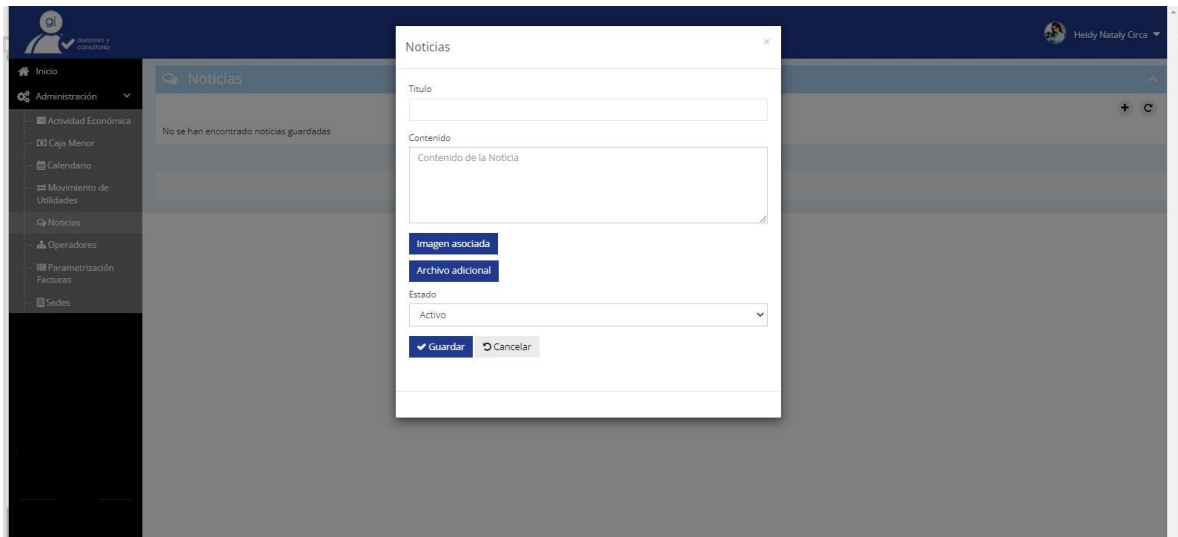 gi
asesores y
consultores
Heidy Nataly Circa
Inicio
Administración
Actividad Económica
Caja Menor
Calendario
Movimiento de
Utilidades
Noticias
Operadores
Parametrización
Facturas
Sedes
Noticias
No se han encontrado noticias guardadas
Noticias
×
Titulo
Contenido
Contenido de la Noticia
Imagen asociada
Archivo adicional
Estado
Activo
Guardar
Cancelar